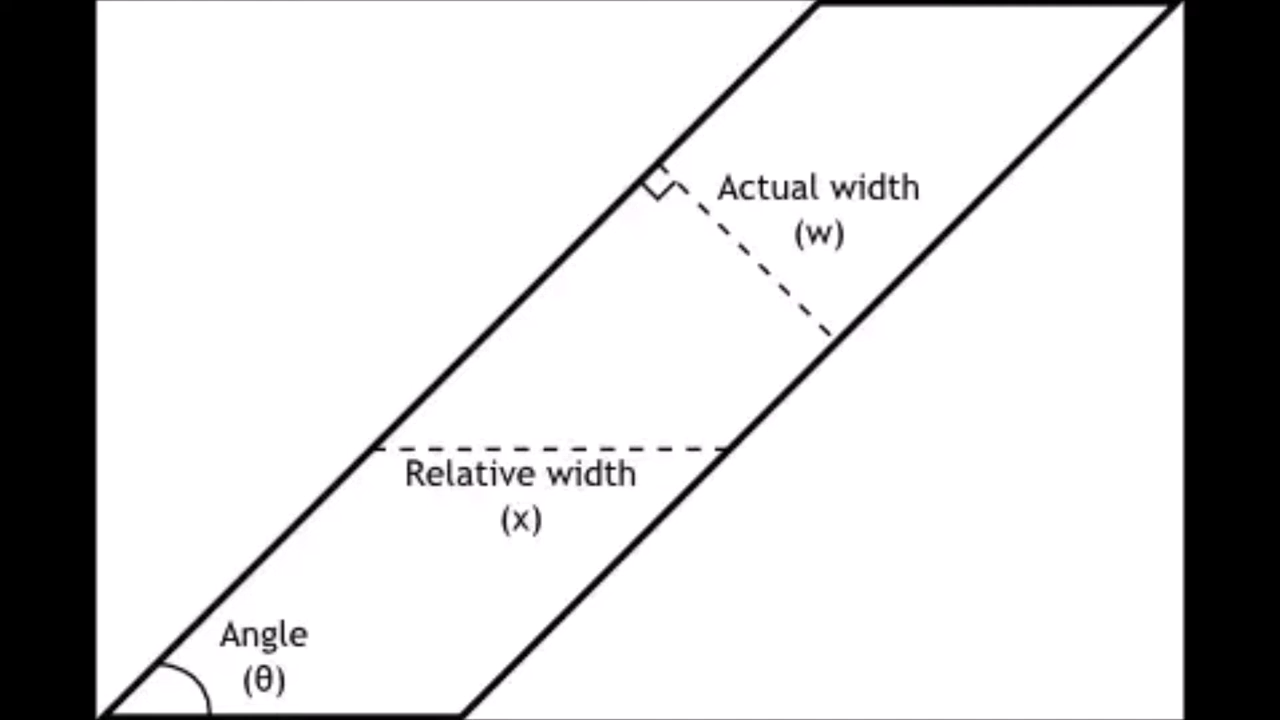 Actual width
(w)
Relative width
(x)
Angle
(θ)